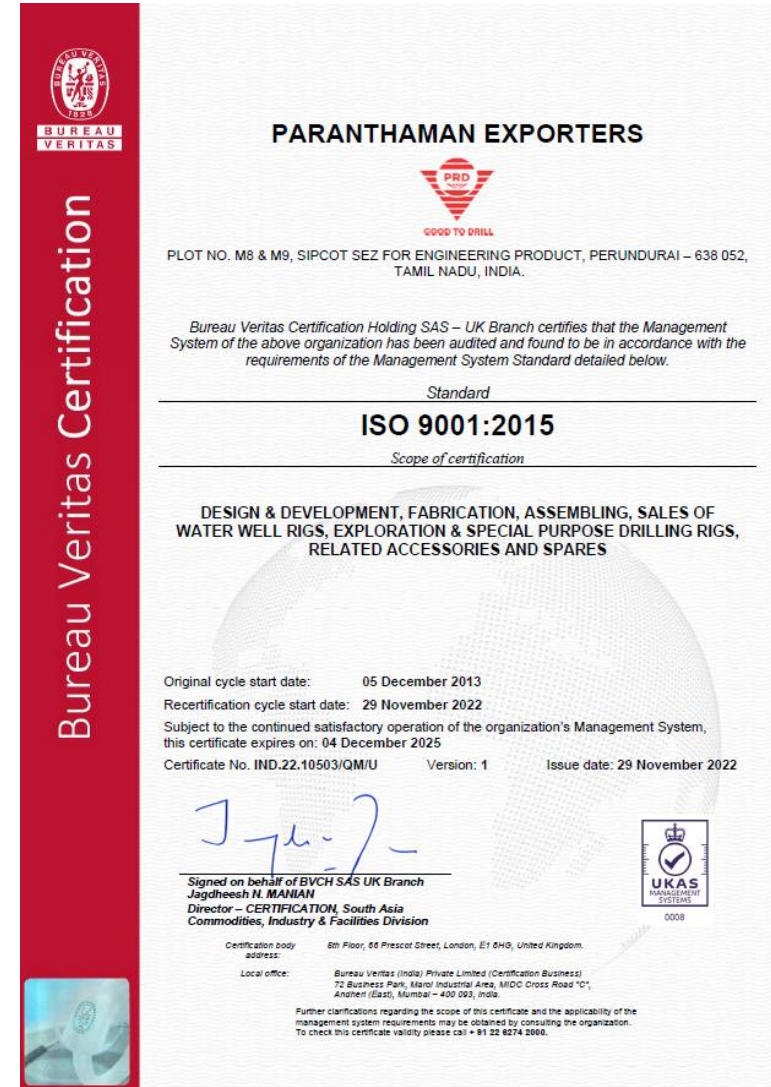 BUREAU VERITAS
1828
BUREAU
VERITAS
Bureau Veritas Certification
PARANTHAMAN EXPORTERS
PRD
GOOD TO DRILL
PLOT NO. M8 & M9, SIPCOT SEZ FOR ENGINEERING PRODUCT, PERUNDURAI – 638 052,
TAMIL NADU, INDIA.
Bureau Veritas Certification Holding SAS – UK Branch certifies that the Management
System of the above organization has been audited and found to be in accordance with the
requirements of the Management System Standard detailed below.
Standard
ISO 9001:2015
Scope of certification
DESIGN & DEVELOPMENT, FABRICATION, ASSEMBLING, SALES OF
WATER WELL RIGS, EXPLORATION & SPECIAL PURPOSE DRILLING RIGS,
RELATED ACCESSORIES AND SPARES
Original cycle start date: 05 December 2013
Recertification cycle start date: 29 November 2022
Subject to the continued satisfactory operation of the organization's Management System,
this certificate expires on: 04 December 2025
Certificate No. IND.22.10503/QM/U Version: 1 Issue date: 29 November 2022
Signed on behalf of BVCH SAS UK Branch
Jagdheesh N. MANIAN
Director – CERTIFICATION, South Asia
Commodities, Industry & Facilities Division
UKAS
MANAGEMENT
SYSTEMS
0008
Certification body address: 5th Floor, 66 Prescot Street, London, E1 8HG, United Kingdom.
Local office: Bureau Veritas (India) Private Limited (Certification Business)
72 Business Park, Marol Industrial Area, MIDC Cross Road "C",
Andheri (East), Mumbai – 400 093, India.
Further clarifications regarding the scope of this certificate and the applicability of the
management system requirements may be obtained by consulting the organization.
To check this certificate validity please call + 91 22 6274 2000.